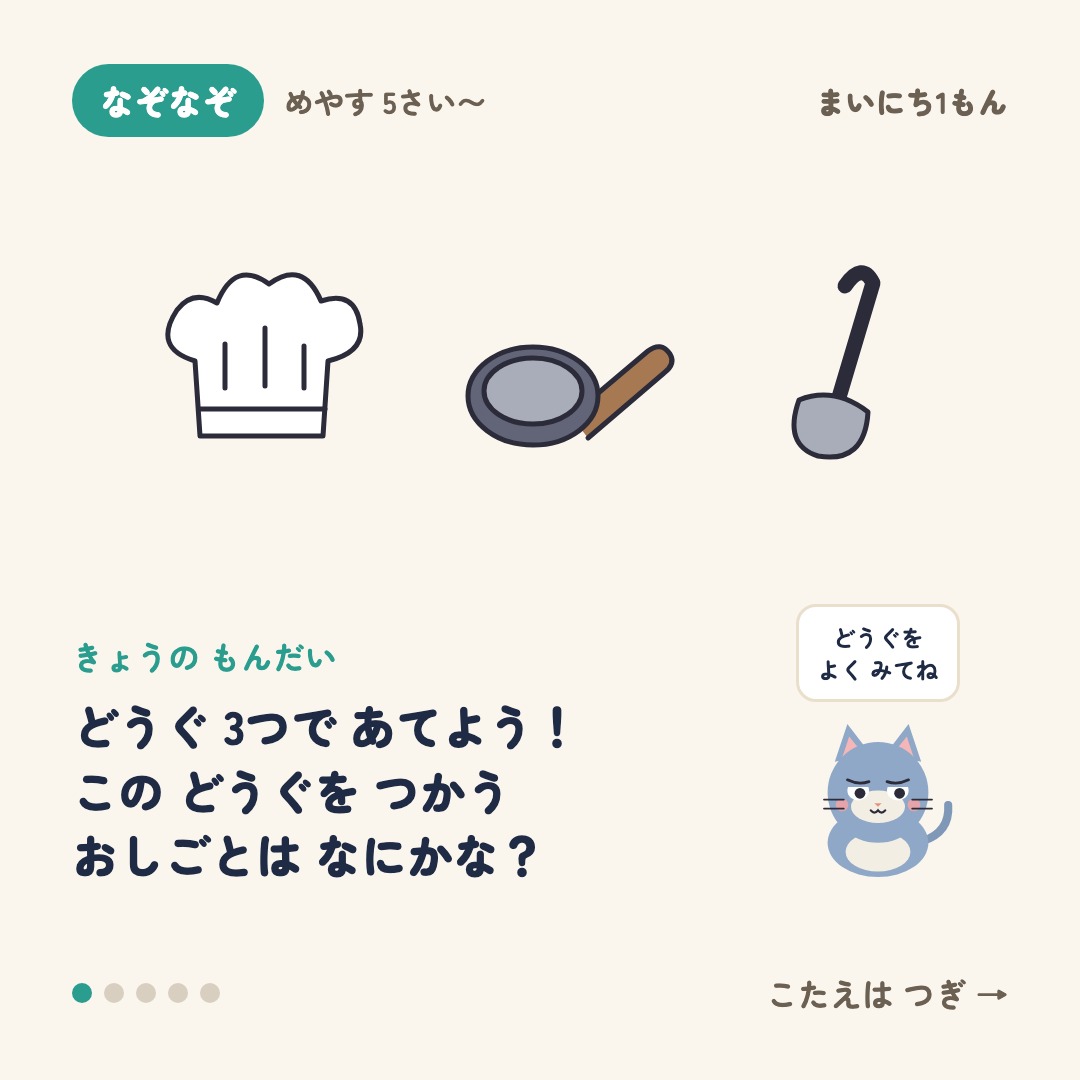 なぞなぞ
めやす 5さい〜
まいにち1もん
どうぐを
よく みてね
きょうの もんだい
どうぐ 3つで あてよう！
この どうぐを つかう
おしごとは なにかな？
こたえは つぎ →